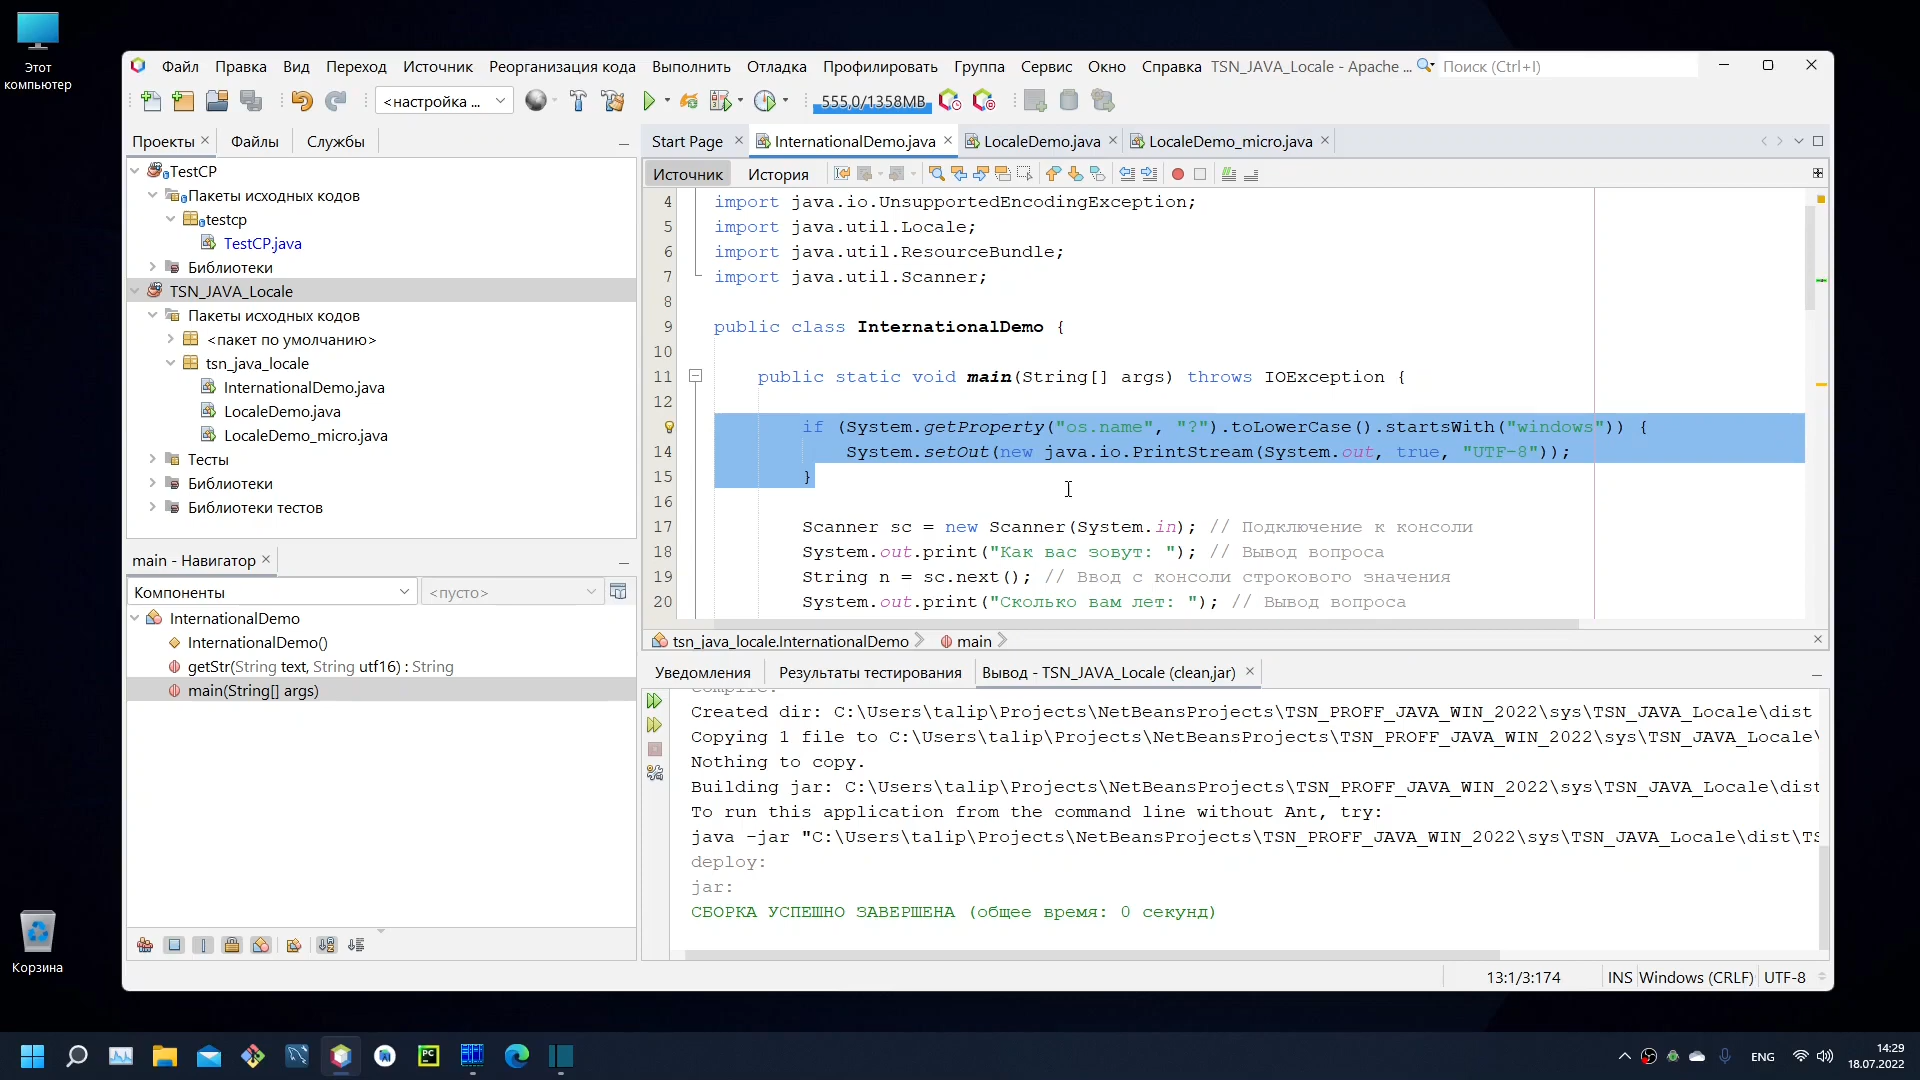 Этот
компьютер
Корзина
Файл Правка Вид Переход Источник Реорганизация кода Выполнить Отладка Профилировать Группа Сервис Окно Справка TSN_JAVA_Locale - Apache ... Поиск (Ctrl+I)
<настройка ... 555,0/1358MB
Проекты Файлы Службы
TestCP
Пакеты исходных кодов
testcp
TestCP.java
Библиотеки
TSN_JAVA_Locale
Пакеты исходных кодов
<пакет по умолчанию>
tsn_java_locale
InternationalDemo.java
LocaleDemo.java
LocaleDemo_micro.java
Тесты
Библиотеки
Библиотеки тестов
main - Навигатор
Компоненты <пусто>
InternationalDemo
InternationalDemo()
getStr(String text, String utf16) : String
main(String[] args)
Start Page InternationalDemo.java LocaleDemo.java LocaleDemo_micro.java
Источник История
4 import java.io.UnsupportedEncodingException;
5 import java.util.Locale;
6 import java.util.ResourceBundle;
7 import java.util.Scanner;
8
9 public class InternationalDemo {
10
11 public static void main(String[] args) throws IOException {
12
if (System.getProperty("os.name", "?").toLowerCase().startsWith("windows")) {
14 System.setOut(new java.io.PrintStream(System.out, true, "UTF-8"));
15 }
16
17 Scanner sc = new Scanner(System.in); // Подключение к консоли
18 System.out.print("Как вас зовут: "); // Вывод вопроса
19 String n = sc.next(); // Ввод с консоли строкового значения
20 System.out.print("Сколько вам лет: "); // Вывод вопроса
tsn_java_locale.InternationalDemo main
Уведомления Результаты тестирования Вывод - TSN_JAVA_Locale (clean,jar)
compile:
Created dir: C:\Users\talip\Projects\NetBeansProjects\TSN_PROFF_JAVA_WIN_2022\sys\TSN_JAVA_Locale\dist
Copying 1 file to C:\Users\talip\Projects\NetBeansProjects\TSN_PROFF_JAVA_WIN_2022\sys\TSN_JAVA_Locale\
Nothing to copy.
Building jar: C:\Users\talip\Projects\NetBeansProjects\TSN_PROFF_JAVA_WIN_2022\sys\TSN_JAVA_Locale\dist
To run this application from the command line without Ant, try:
java -jar "C:\Users\talip\Projects\NetBeansProjects\TSN_PROFF_JAVA_WIN_2022\sys\TSN_JAVA_Locale\dist\TS
deploy:
jar:
СБОРКА УСПЕШНО ЗАВЕРШЕНА (общее время: 0 секунд)
13:1/3:174 INS Windows (CRLF) UTF-8
PC
ENG
14:29
18.07.2022